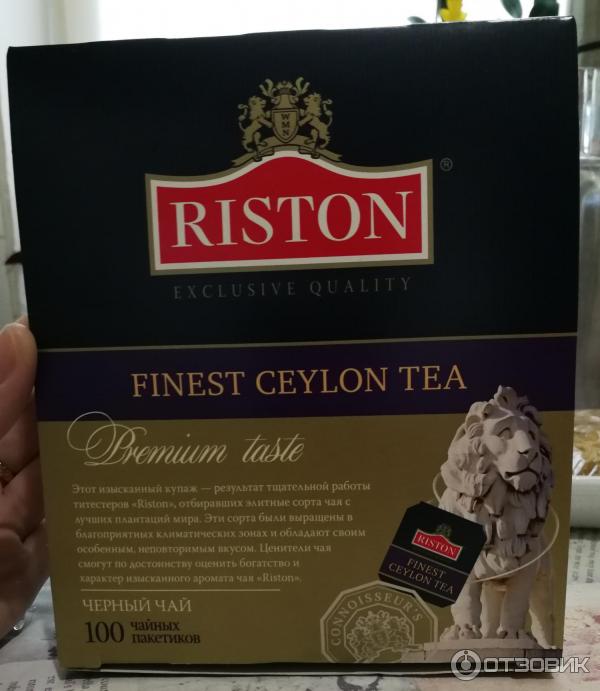 WMN
RISTON
®
EXCLUSIVE QUALITY
FINEST CEYLON TEA
Premium taste
Этот изысканный купаж — результат тщательной работы
титестеров «Riston», отбиравших элитные сорта чая с
лучших плантаций мира. Эти сорта были выращены в
благоприятных климатических зонах и обладают своим
особенным, неповторимым вкусом. Ценители чая
смогут по достоинству оценить богатство и
характер изысканного аромата чая «Riston».
RISTON
FINEST
CEYLON TEA
ЧЕРНЫЙ ЧАЙ
100 чайных
пакетиков
CONNOISSEUR'S
ОТЗОВИК